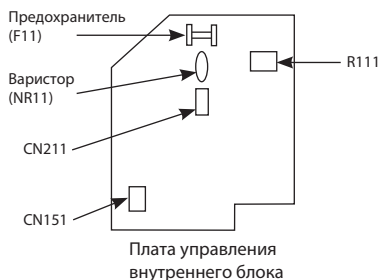 Предохранитель
(F11)
R111
Варистор
(NR11)
CN211
CN151
Плата управления
внутреннего блока